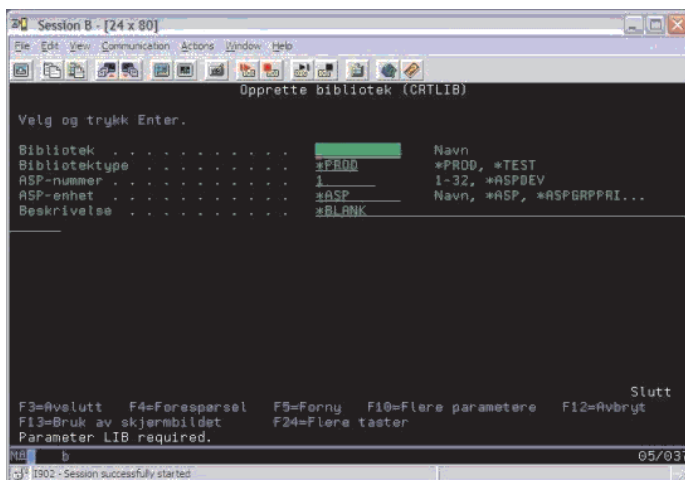 Session B - [24 x 80]
File Edit View Communication Actions Window Help
Opprette bibliotek (CRTLIB)
Velg og trykk Enter.
Bibliotek . . . . . . . . . . . Navn
Bibliotektype . . . . . . . . . *PROD *PROD, *TEST
ASP-nummer . . . . . . . . . . 1 1-32, *ASPDEV
ASP-enhet . . . . . . . . . . . *ASP Navn, *ASP, *ASPGRPPRI...
Beskrivelse . . . . . . . . . . *BLANK
Slutt
F3=Avslutt F4=Forespørsel F5=Forny F10=Flere parametere F12=Avbryt
F13=Bruk av skjermbildet F24=Flere taster
Parameter LIB required.
MA b 05/037
I902 - Session successfully started